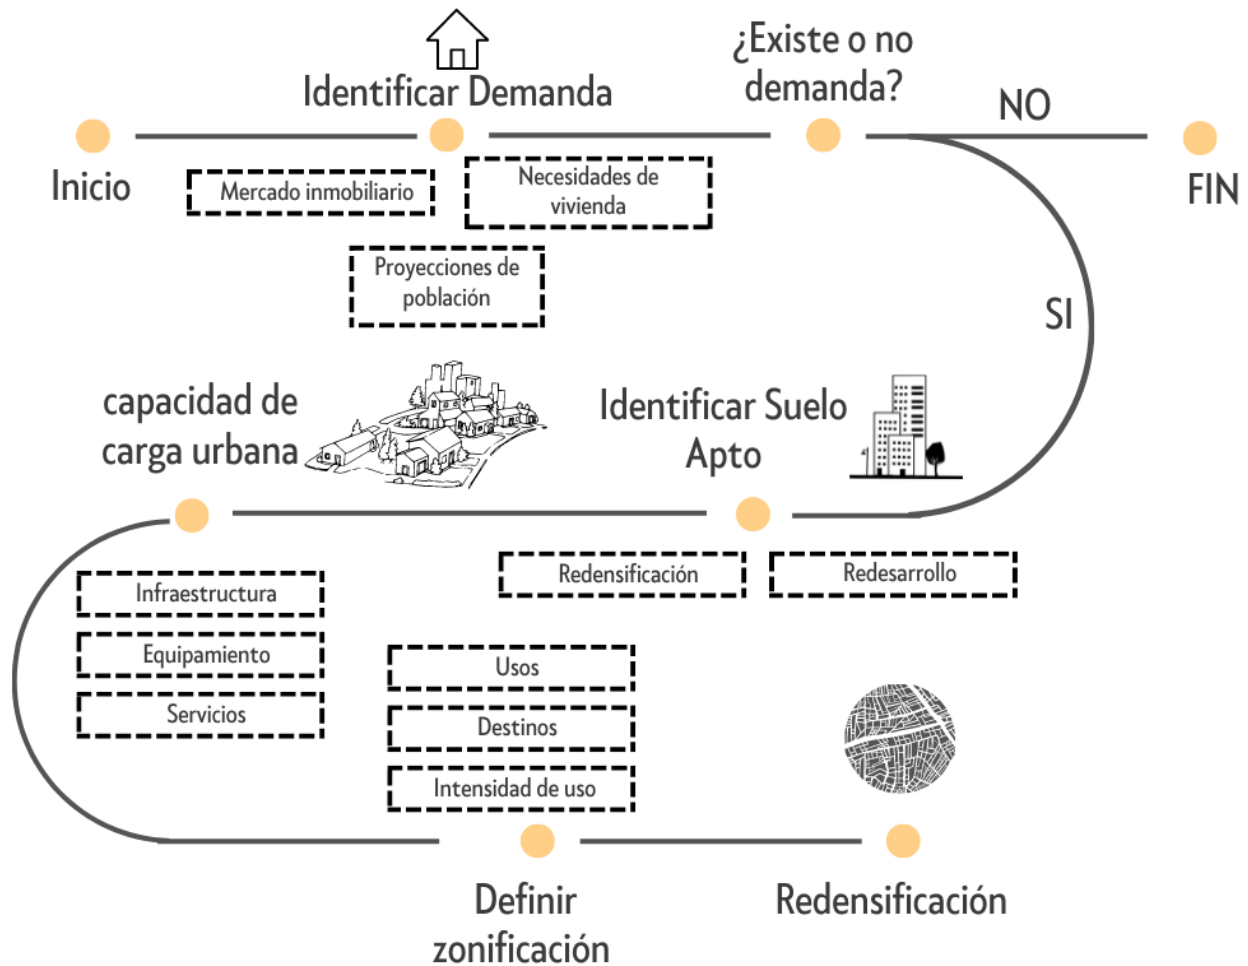 Identificar Demanda
¿Existe o no
demanda?
NO
Inicio
FIN
Mercado inmobiliario
Necesidades de
vivienda
Proyecciones de
población
SI
capacidad de
carga urbana
Identificar Suelo
Apto
Redensificación
Redesarrollo
Infraestructura
Equipamiento
Servicios
Usos
Destinos
Intensidad de uso
Definir
zonificación
Redensificación